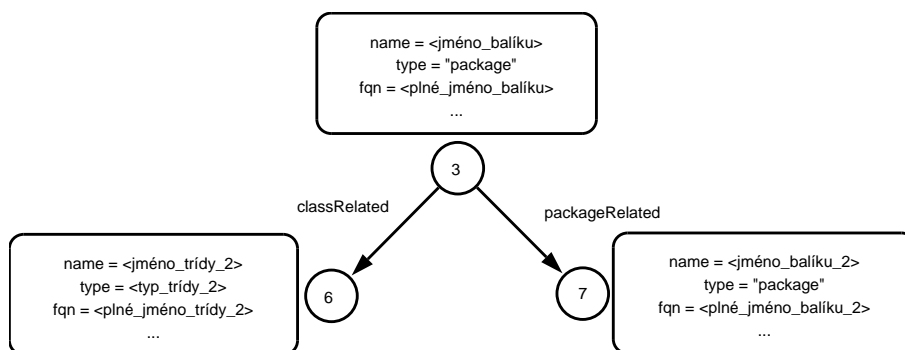 name = <jméno_balíku>
type = "package"
fqn = <plné_jméno_balíku>
...
3
classRelated
packageRelated
name = <jméno_trídy_2>
type = <typ_trídy_2>
fqn = <plné_jméno_trídy_2>
...
6
7
name = <jméno_balíku_2>
type = "package"
fqn = <plné_jméno_balíku_2>
...